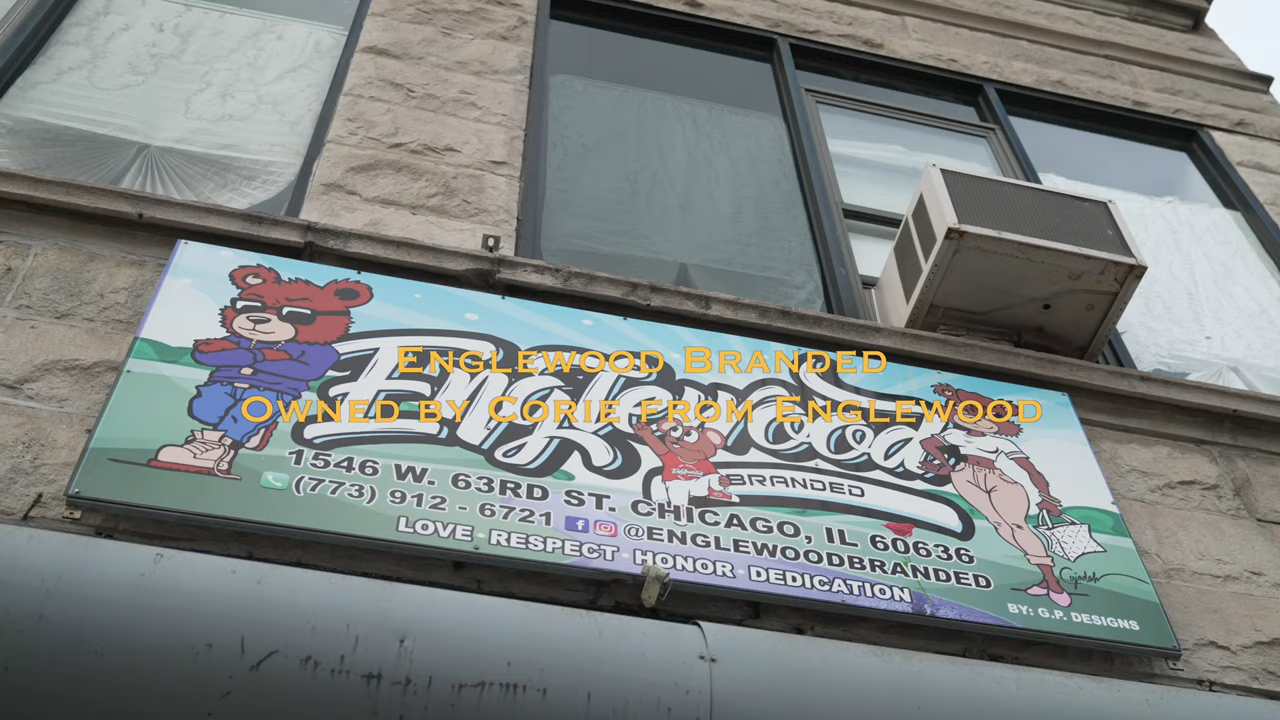 Englewood Branded
Owned by Corie from Englewood
Englewood
BRANDED
1546 W. 63RD ST. CHICAGO, IL 60636
(773) 912 - 6721 @ENGLEWOODBRANDED
LOVE · RESPECT · HONOR · DEDICATION
BY: G.P. DESIGNS